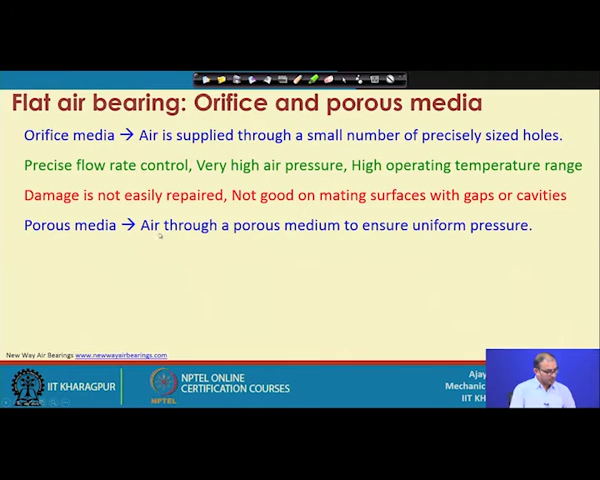 Flat air bearing: Orifice and porous media
Orifice media → Air is supplied through a small number of precisely sized holes.
Precise flow rate control, Very high air pressure, High operating temperature range
Damage is not easily repaired, Not good on mating surfaces with gaps or cavities
Porous media → Air through a porous medium to ensure uniform pressure.
New Way Air Bearings www.newwayairbearings.com
IIT KHARAGPUR
NPTEL
NPTEL ONLINE
CERTIFICATION COURSES
Ajay
Mechanic
IIT KH